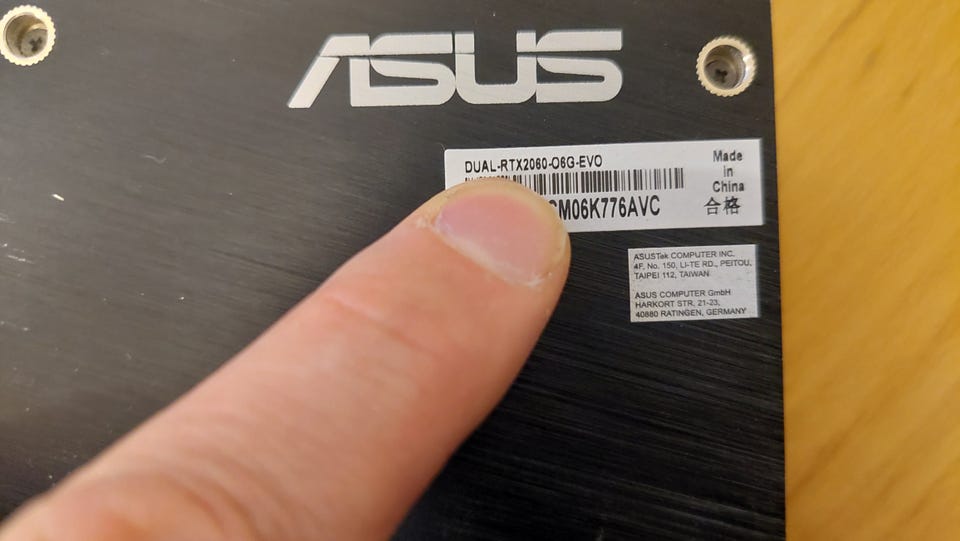 ASUS
DUAL-RTX2060-O6G-EVO
Made
in
China
合格
ASUSTek COMPUTER INC.
4F, No. 150, LI-TE RD., PEITOU,
TAIPEI 112, TAIWAN
ASUS COMPUTER GmbH
HARKORT STR, 21-23,
40880 RATINGEN, GERMANY